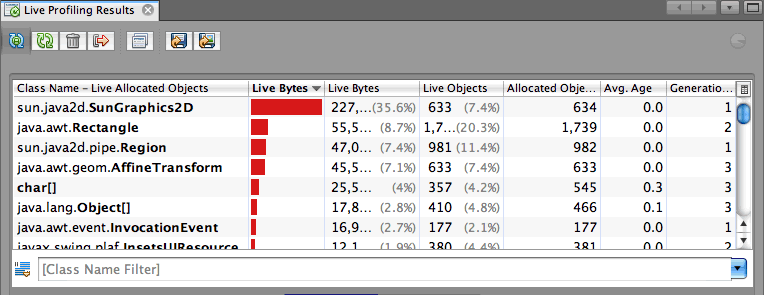 Live Profiling Results
Class Name – Live Allocated Objects Live Bytes Live Bytes Live Objects Allocated Obje... Avg. Age Generatio...
sun.java2d.SunGraphics2D 227,... (35.6%) 633 (7.4%) 634 0.0 1
java.awt.Rectangle 55,5... (8.7%) 1,7... (20.3%) 1,739 0.0 2
sun.java2d.pipe.Region 47,0... (7.4%) 981 (11.4%) 982 0.0 1
java.awt.geom.AffineTransform 45,5... (7.1%) 633 (7.4%) 633 0.0 3
char[] 25,5... (4%) 357 (4.2%) 545 0.3 3
java.lang.Object[] 17,8... (2.8%) 410 (4.8%) 466 0.1 3
java.awt.event.InvocationEvent 16,9... (2.7%) 177 (2.1%) 177 0.0 1
javax.swing.plaf.InsetsUIResource 12,1... (1.9%) 380 (4.4%) 381 0.0 2
[Class Name Filter]